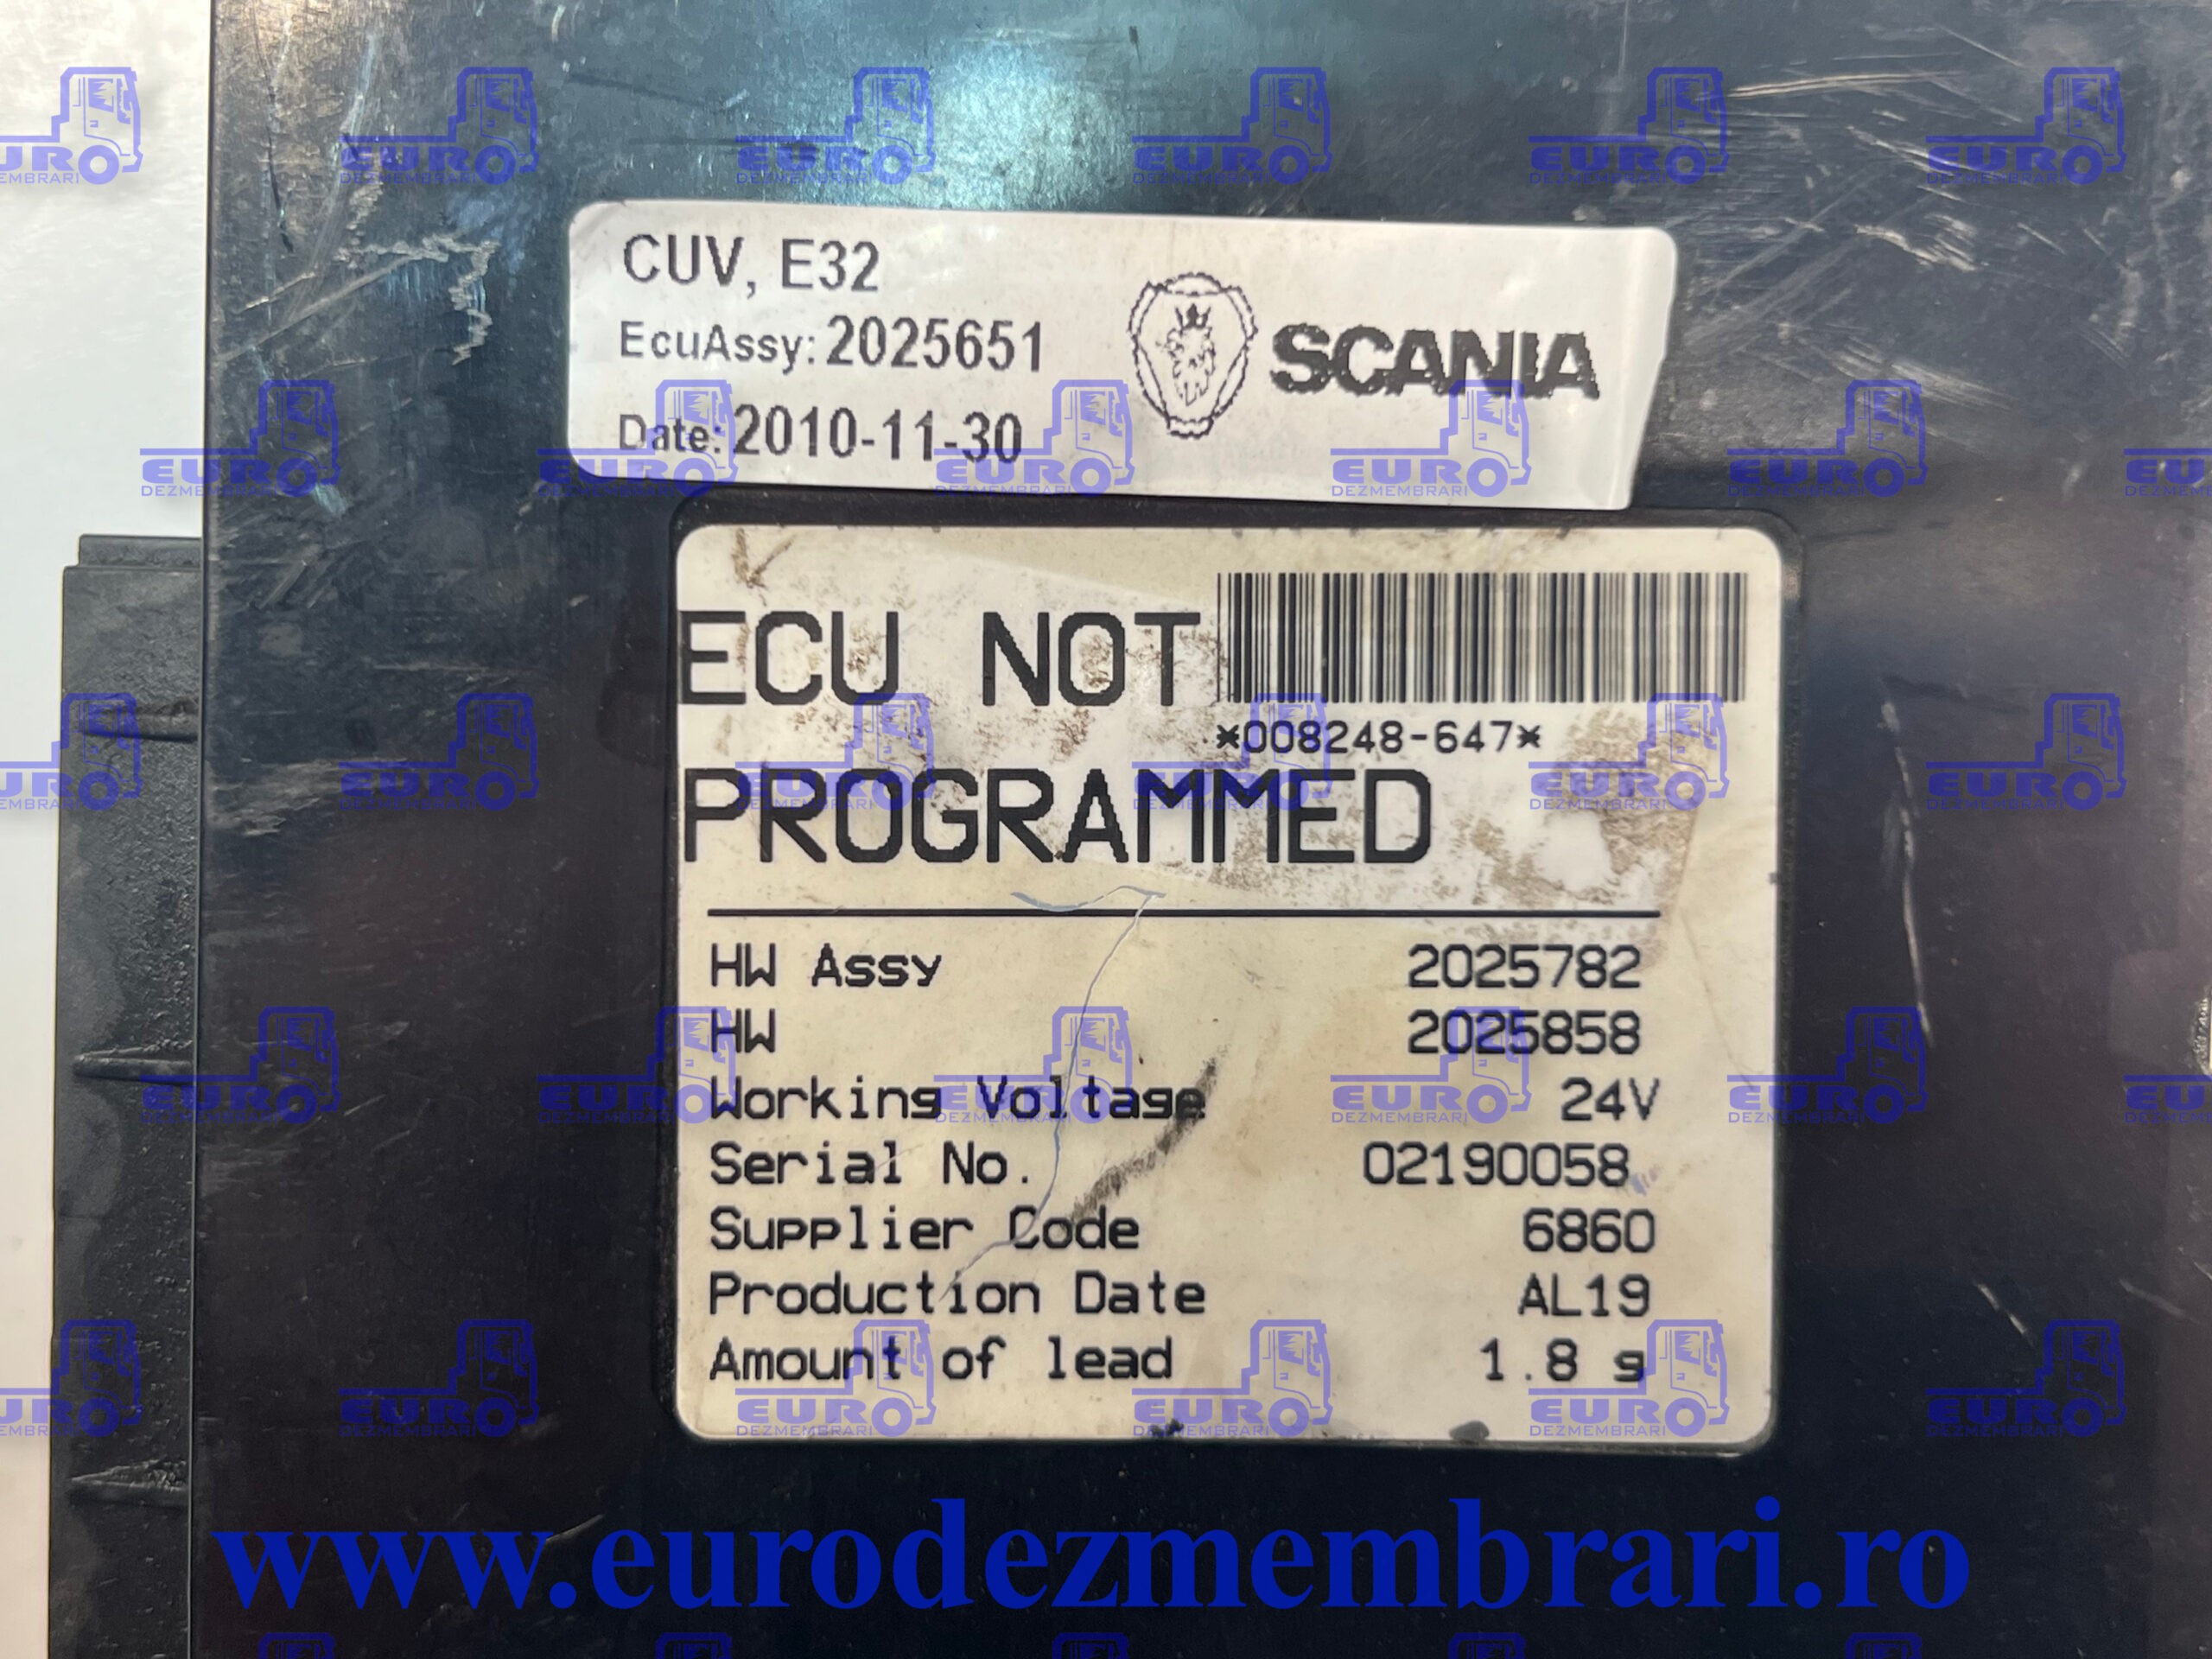 CUV, E32
EcuAssy: 2025651
Date: 2010-11-30
SCANIA
ECU NOT
*008248-647*
PROGRAMMED
HW Assy 2025782
HW 2025858
Working Voltage 24V
Serial No. 02190058
Supplier Code 6860
Production Date AL19
Amount of lead 1.8 g
EURO
DEZMEMBRARI
www.eurodezmembrari.ro